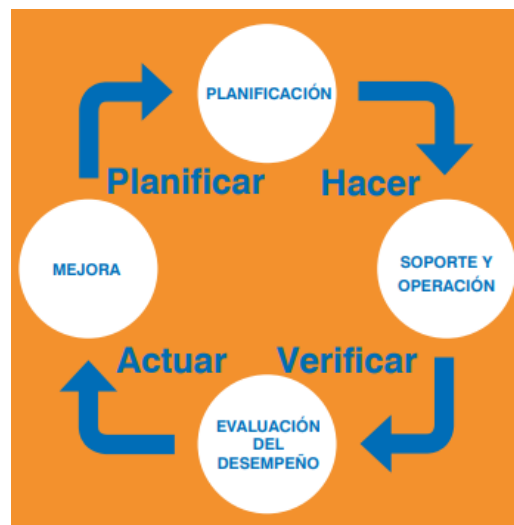 PLANIFICACIÓN
Planificar
Hacer
MEJORA
SOPORTE Y
OPERACIÓN
Actuar
Verificar
EVALUACIÓN
DEL
DESEMPEÑO